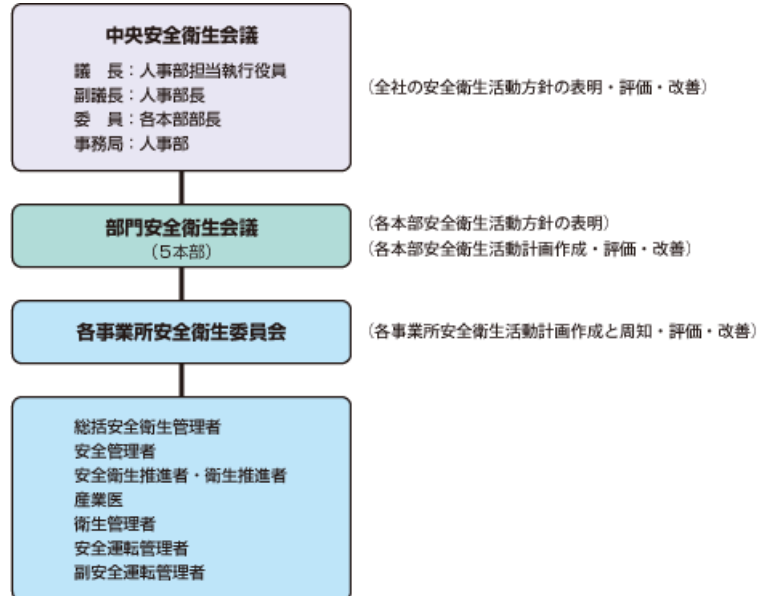 中央安全衛生会議
議　長：人事部担当執行役員
副議長：人事部長
委　員：各本部部長
事務局：人事部
（全社の安全衛生活動方針の表明・評価・改善）
部門安全衛生会議
（5本部）
（各本部安全衛生活動方針の表明）
（各本部安全衛生活動計画作成・評価・改善）
各事業所安全衛生委員会
（各事業所安全衛生活動計画作成と周知・評価・改善）
総括安全衛生管理者
安全管理者
安全衛生推進者・衛生推進者
産業医
衛生管理者
安全運転管理者
副安全運転管理者